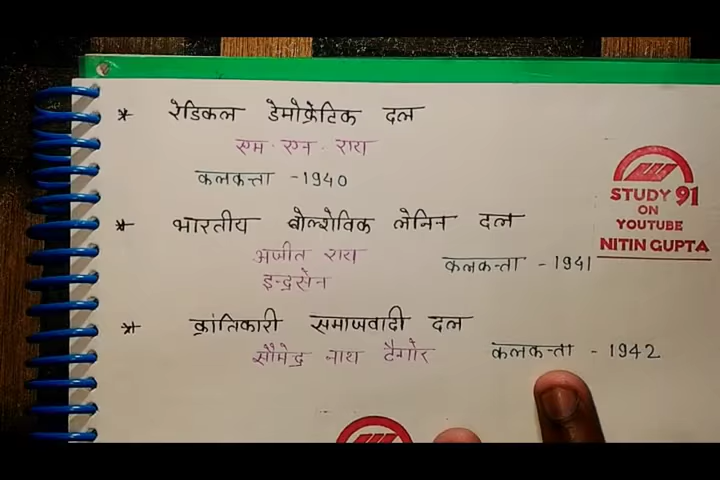 * रेडिकल डेमोक्रेटिक दल
एम. एन. राय
कलकत्ता - 1940
* भारतीय बोल्शेविक लेनिन दल
अजीत राय
इन्द्रसेन
कलकत्ता - 1941
* क्रांतिकारी समाजवादी दल
सौमेन्द्र नाथ टैगोर
कलकत्ता - 1942
STUDY 91
ON
YOUTUBE
NITIN GUPTA